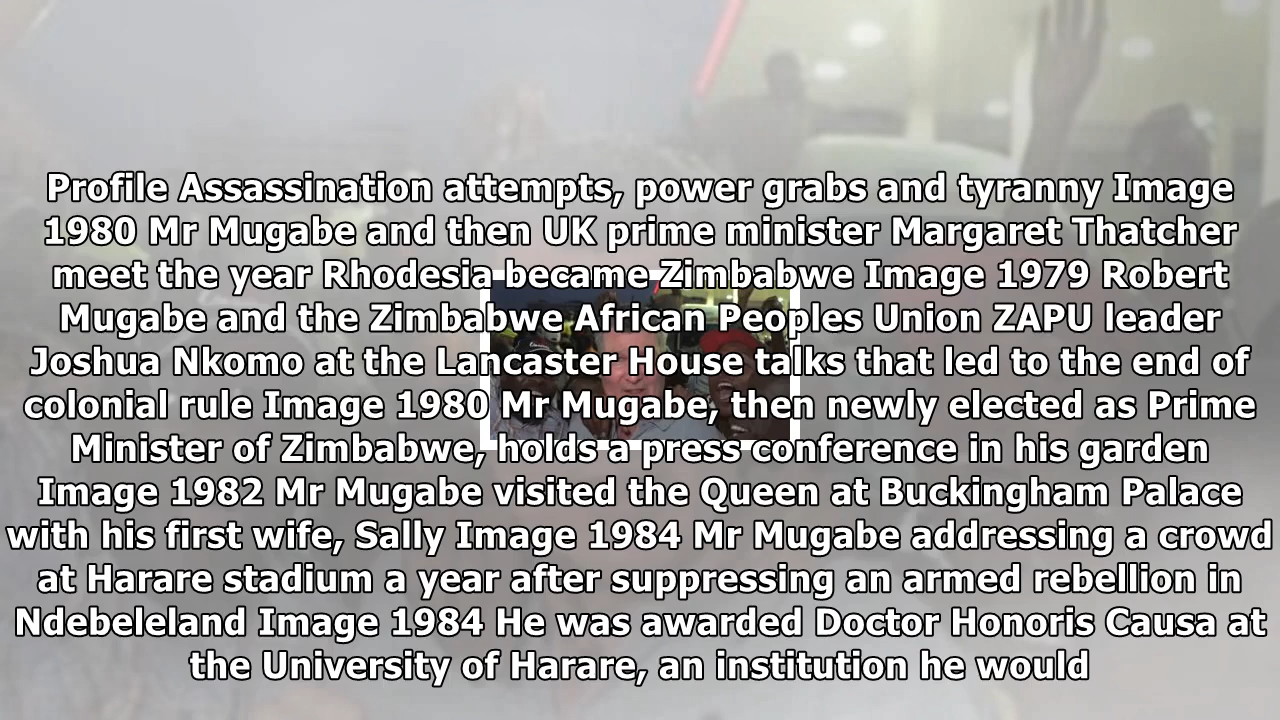 Profile Assassination attempts, power grabs and tyranny Image
1980 Mr Mugabe and then UK prime minister Margaret Thatcher
meet the year Rhodesia became Zimbabwe Image 1979 Robert
Mugabe and the Zimbabwe African Peoples Union ZAPU leader
Joshua Nkomo at the Lancaster House talks that led to the end of
colonial rule Image 1980 Mr Mugabe, then newly elected as Prime
Minister of Zimbabwe, holds a press conference in his garden
Image 1982 Mr Mugabe visited the Queen at Buckingham Palace
with his first wife, Sally Image 1984 Mr Mugabe addressing a crowd
at Harare stadium a year after suppressing an armed rebellion in
Ndebeleland Image 1984 He was awarded Doctor Honoris Causa at
the University of Harare, an institution he would